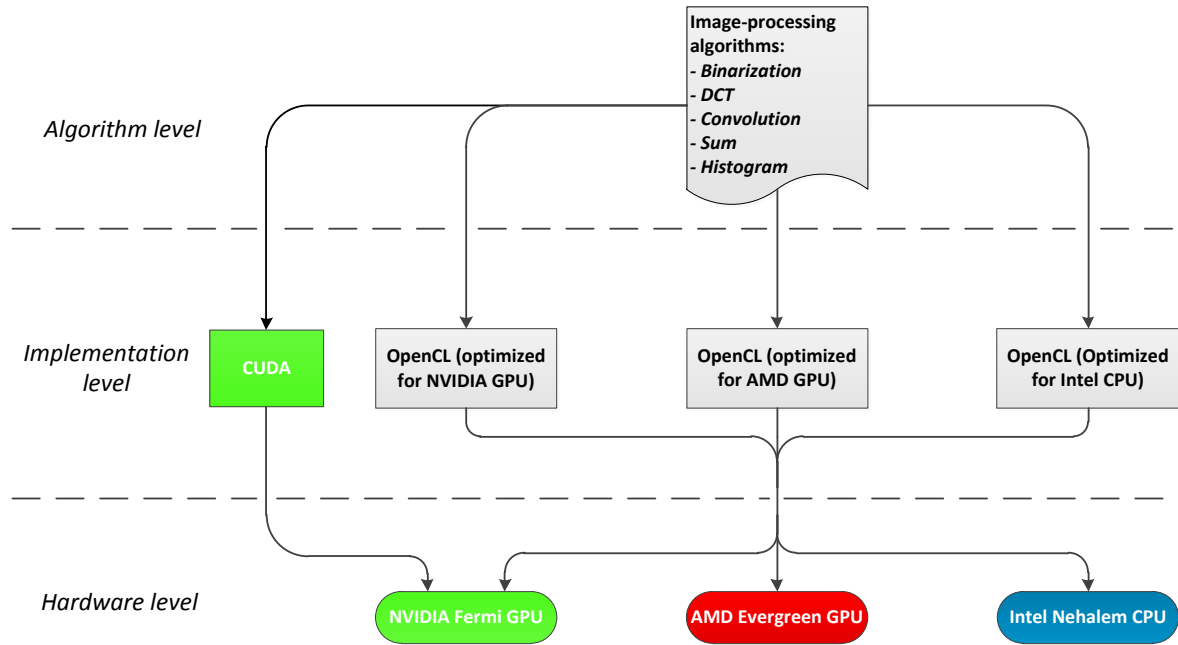 Image-processing
algorithms:
- Binarization
- DCT
- Convolution
- Sum
- Histogram
Algorithm level
Implementation
level
CUDA
OpenCL (optimized
for NVIDIA GPU)
OpenCL (optimized
for AMD GPU)
OpenCL (Optimized
for Intel CPU)
Hardware level
NVIDIA Fermi GPU
AMD Evergreen GPU
Intel Nehalem CPU